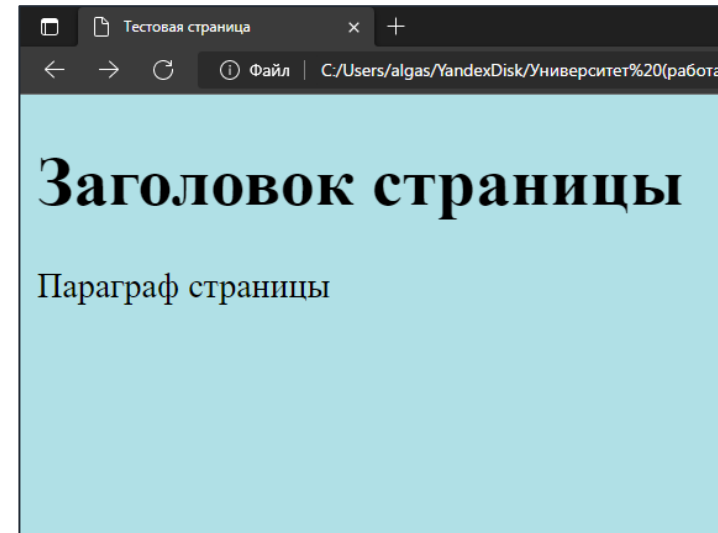 Тестовая страница
Файл C:/Users/algas/YandexDisk/Университет%20(работа
Заголовок страницы
Параграф страницы